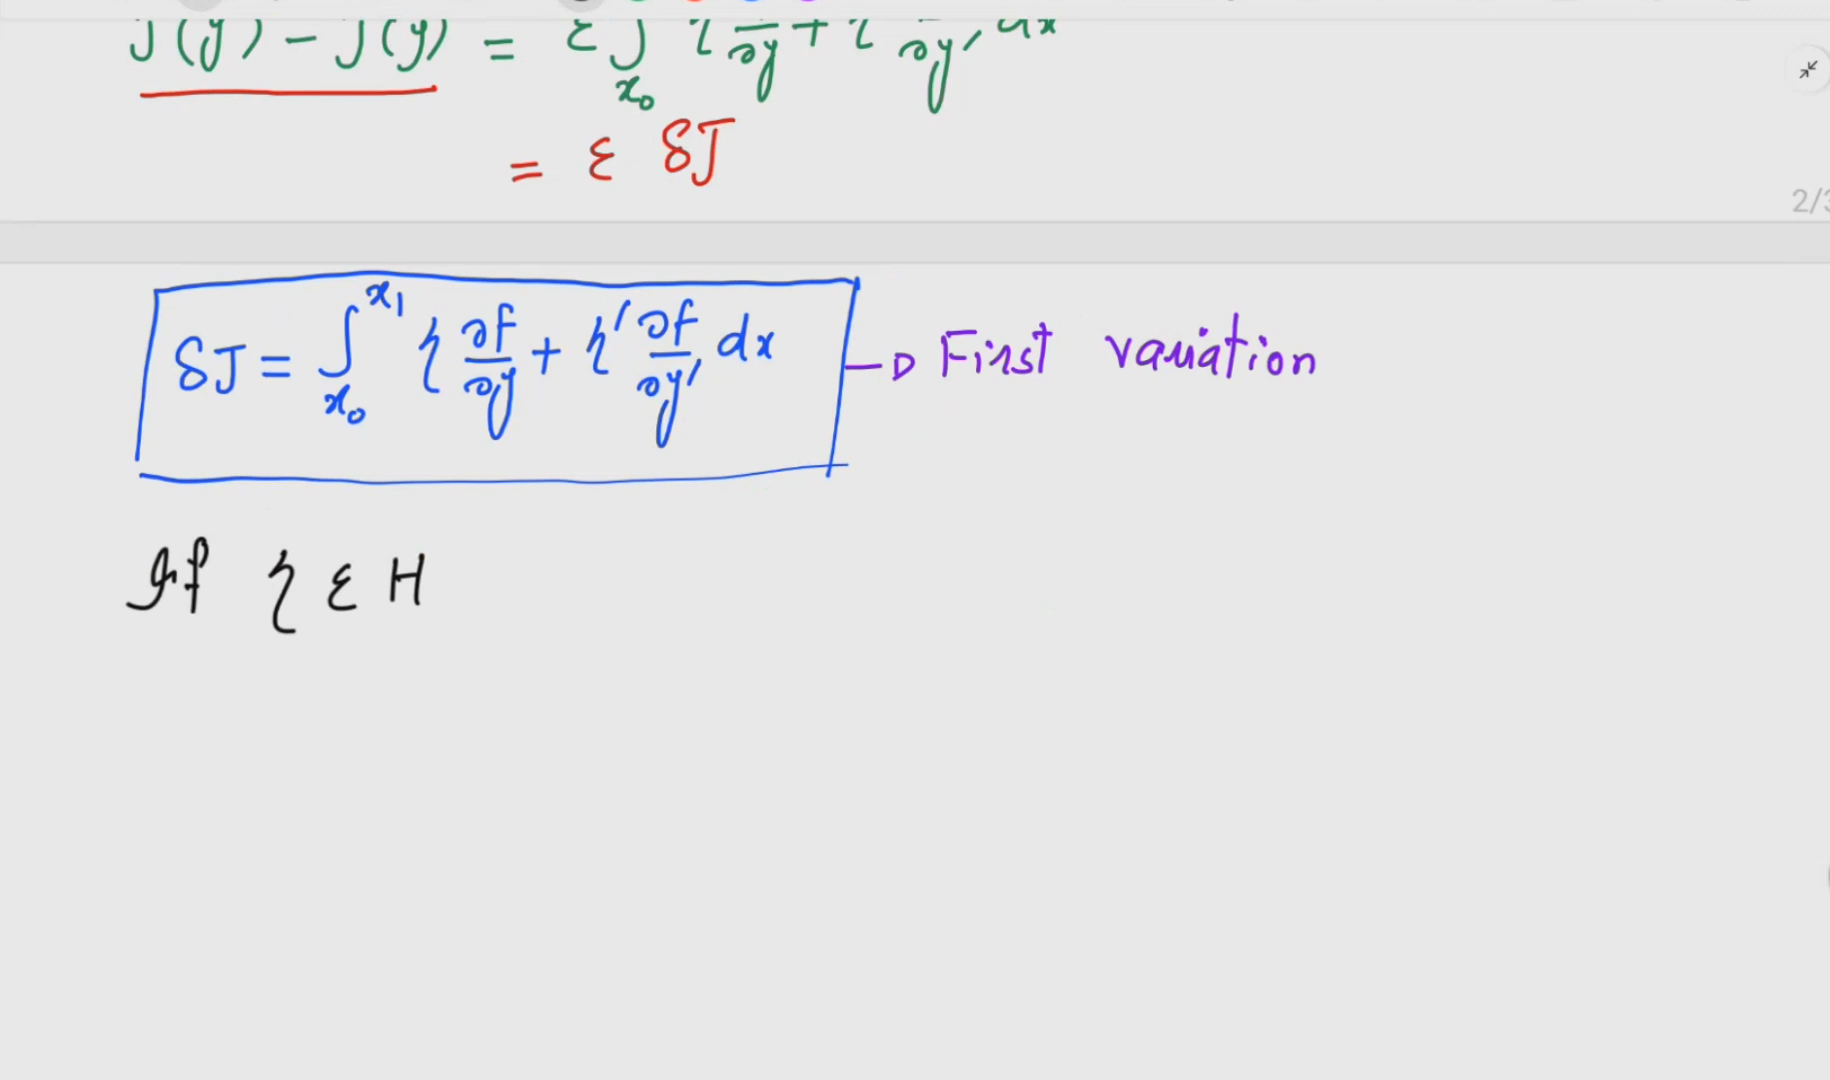 J(ŷ) - J(y) = ε∫x₀ η ∂y + η ∂y' dx
= ε δJ
2/3
δJ = ∫x₀^x₁ η ∂f/∂y + η' ∂f/∂y' dx → First variation
If η ε H